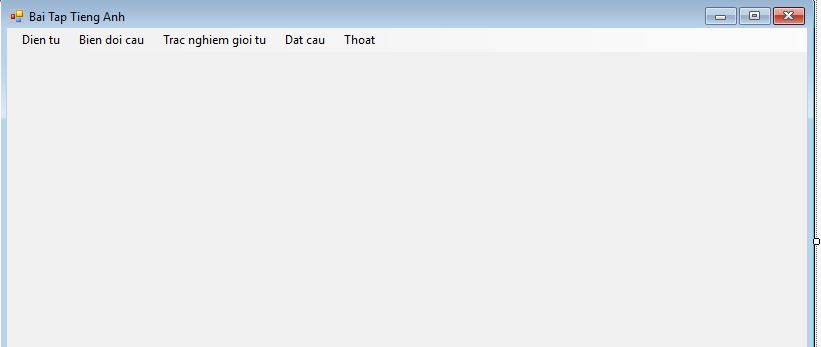 Bai Tap Tieng Anh
Dien tu Bien doi cau Trac nghiem gioi tu Dat cau Thoat